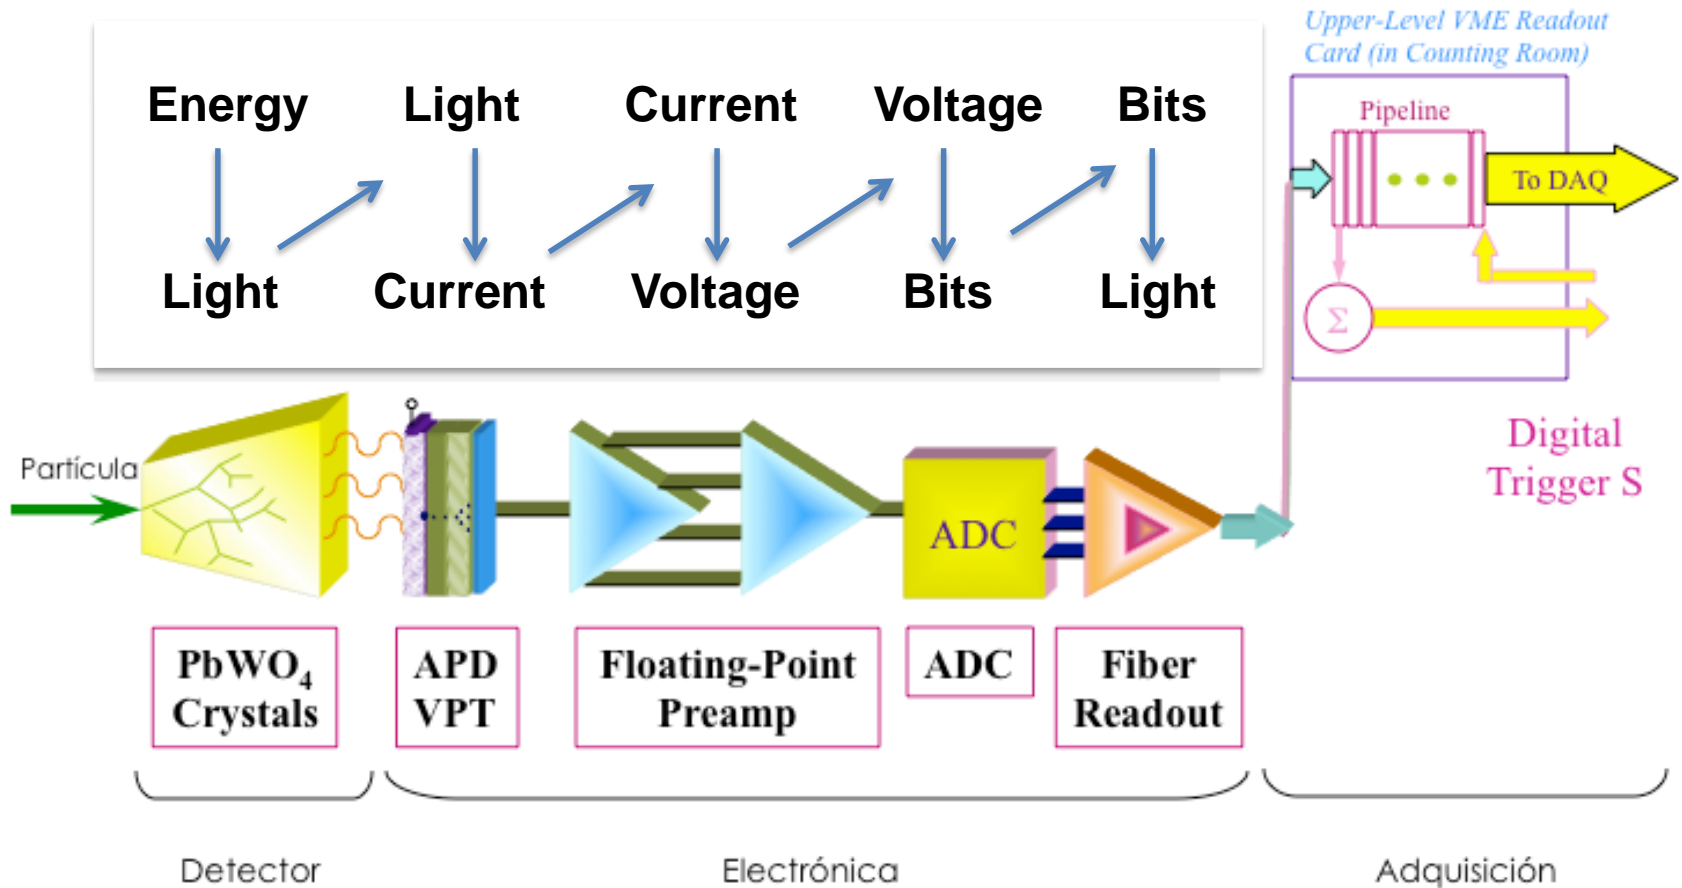 Upper-Level VME Readout
Card (in Counting Room)
Energy Light Current Voltage Bits
Light Current Voltage Bits Light
Pipeline
To DAQ
Σ
Digital
Trigger S
Partícula
ADC
PbWO4
Crystals
APD
VPT
Floating-Point
Preamp
ADC
Fiber
Readout
Detector
Electrónica
Adquisición